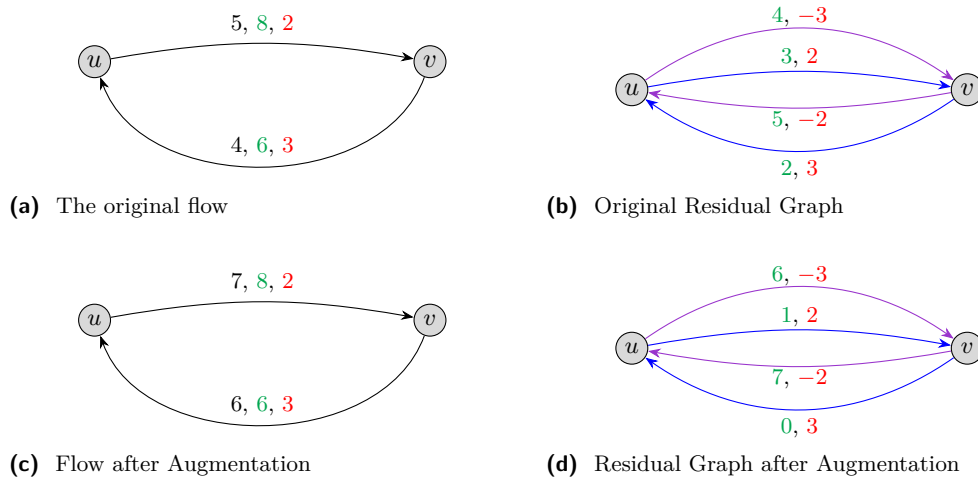 5, 8, 2
u
v
4, 6, 3
(a) The original flow
4, −3
3, 2
u
v
5, −2
2, 3
(b) Original Residual Graph
7, 8, 2
u
v
6, 6, 3
(c) Flow after Augmentation
6, −3
1, 2
u
v
7, −2
0, 3
(d) Residual Graph after Augmentation